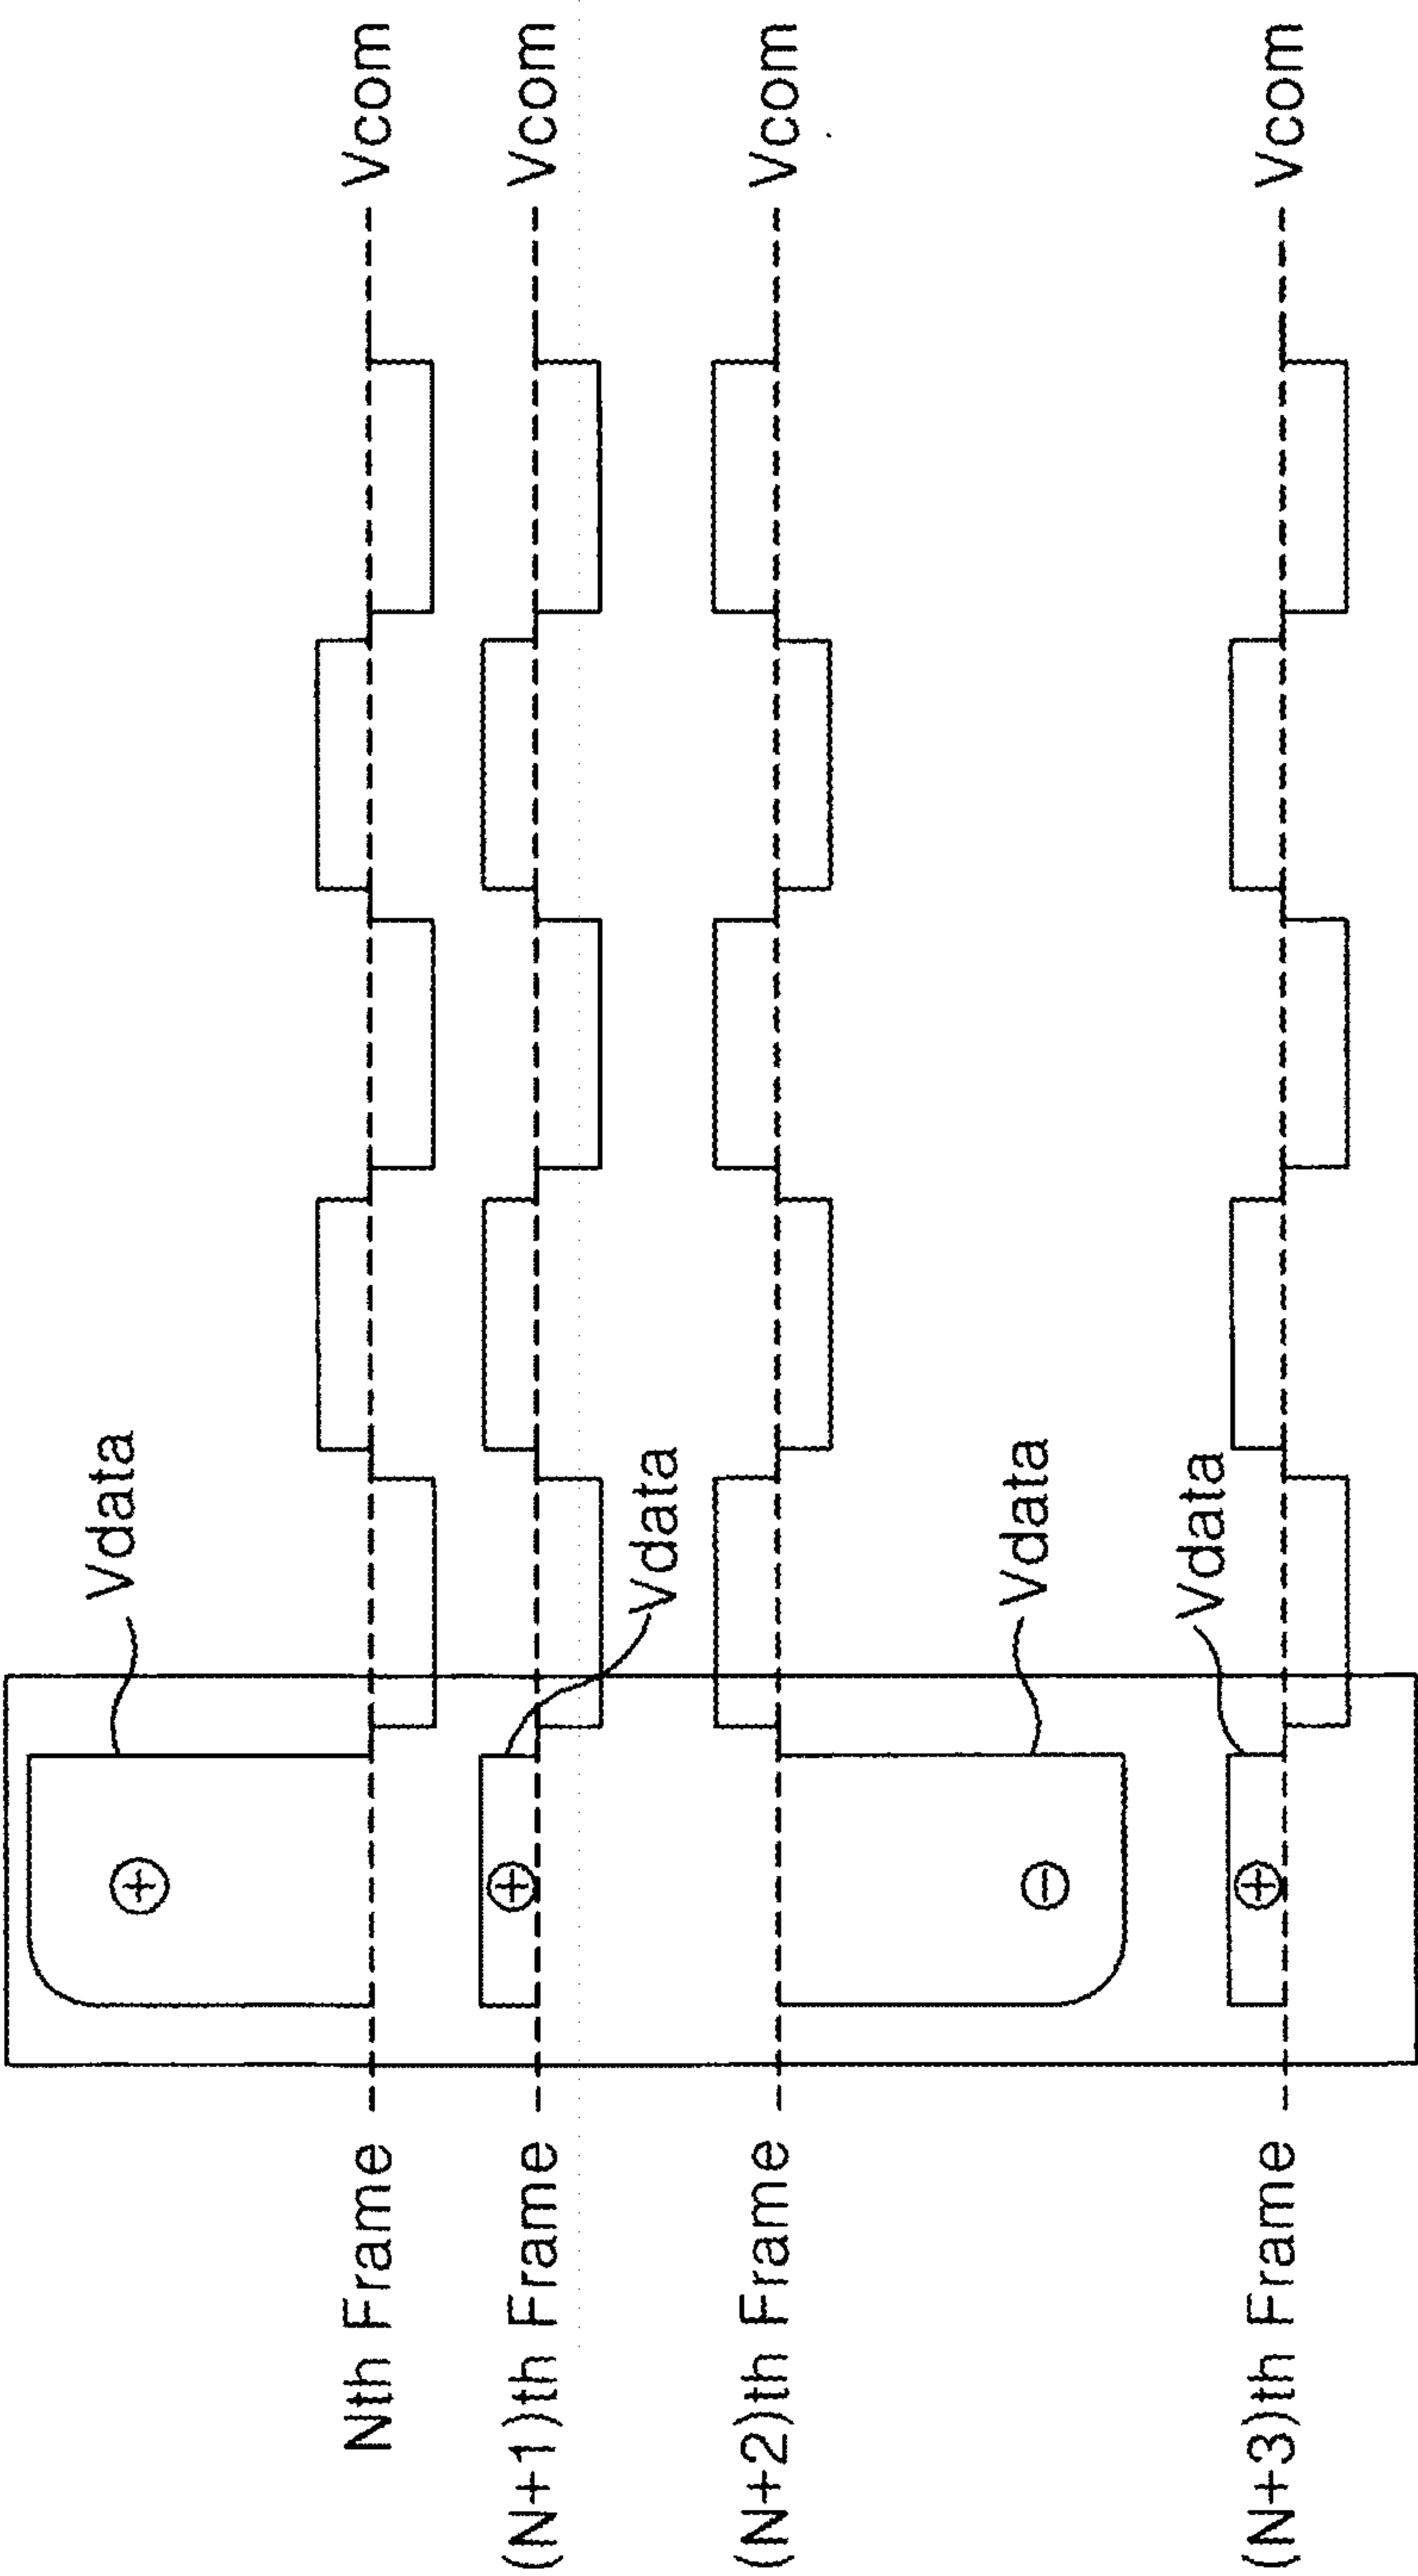 Nth Frame
Vdata
⊕
Vcom
(N+1)th Frame
⊕
Vdata
Vcom
(N+2)th Frame
⊖
Vdata
Vcom
(N+3)th Frame
⊕
Vdata
Vcom